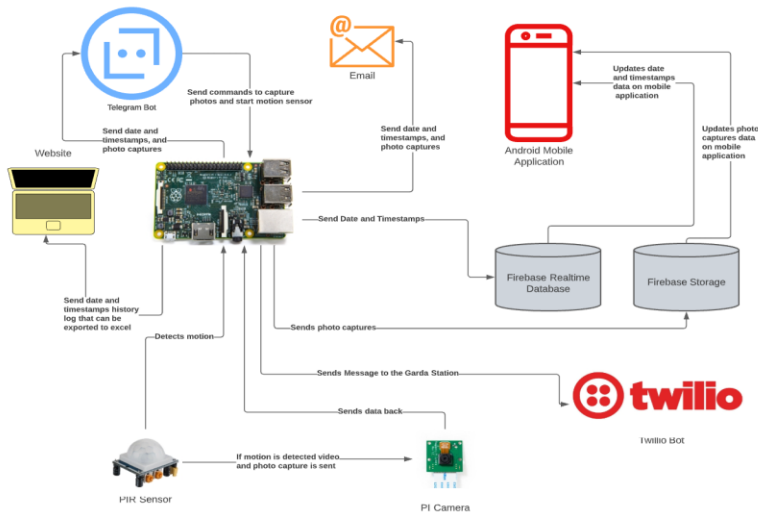 Telegram Bot
Send commands to capture
photos and start motion sensor
@
Email
Updates date
and timestamps
data on mobile
application
Send date and
timestamps, and
photo captures
Send date and
timestamps, and
photo captures
Updates photo
captures data
on mobile
application
Android Mobile
Application
Website
Send Date and Timestamps
Firebase Realtime
Database
Firebase Storage
Send date and
timestamps history
log that can be
exported to excel
Sends photo captures
Detects motion
Sends Message to the Garda Station
twilio
Sends data back
Twilio Bot
If motion is detected video
and photo capture is sent
PIR Sensor
PI Camera